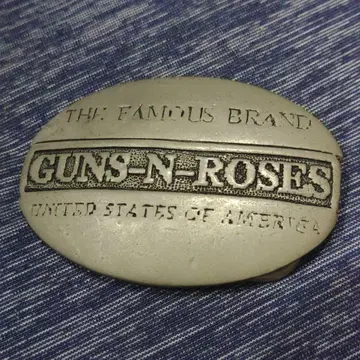 THE FAMOUS BRAND
GUNS-N-ROSES
UNITED STATES OF AMERICA